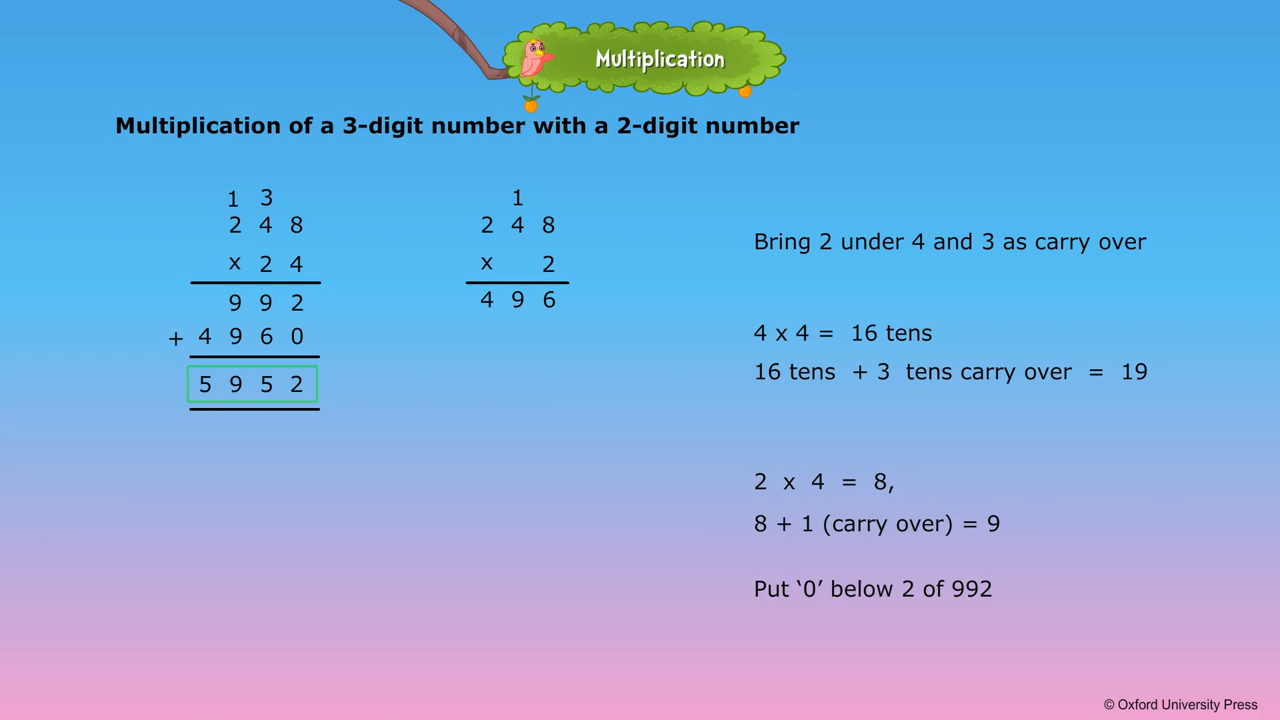 Multiplication
Multiplication of a 3-digit number with a 2-digit number
1 3
2 4 8
x 2 4
9 9 2
+ 4 9 6 0
5 9 5 2
1
2 4 8
x 2
4 9 6
Bring 2 under 4 and 3 as carry over
4 x 4 = 16 tens
16 tens + 3 tens carry over = 19
2 x 4 = 8,
8 + 1 (carry over) = 9
Put ‘0’ below 2 of 992
© Oxford University Press